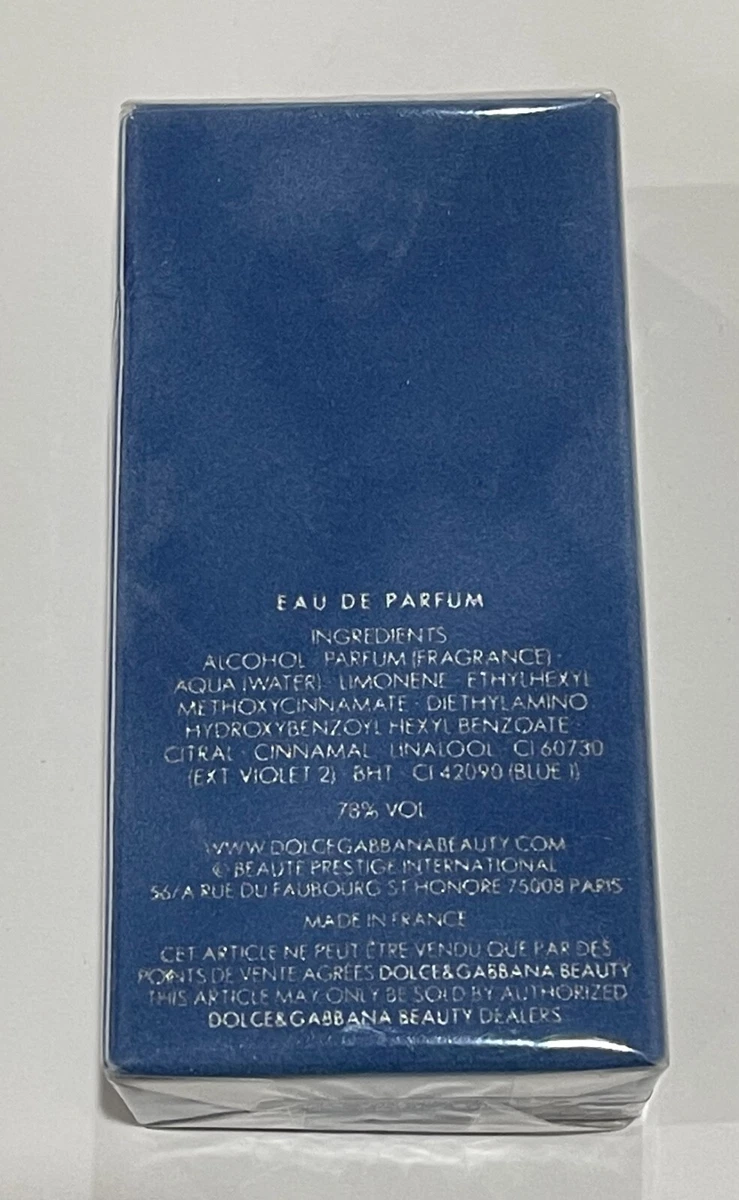 EAU DE PARFUM
INGREDIENTS
ALCOHOL · PARFUM (FRAGRANCE) ·
AQUA (WATER) · LIMONENE · ETHYLHEXYL
METHOXYCINNAMATE · DIETHYLAMINO
HYDROXYBENZOYL HEXYL BENZOATE ·
CITRAL · CINNAMAL · LINALOOL · CI 60730
(EXT VIOLET 2) · BHT · CI 42090 (BLUE 1)
78% VOL
WWW.DOLCEGABBANABEAUTY.COM
© BEAUTE PRESTIGE INTERNATIONAL
56/A RUE DU FAUBOURG ST HONORE 75008 PARIS
MADE IN FRANCE
CET ARTICLE NE PEUT ÊTRE VENDU QUE PAR DES
POINTS DE VENTE AGRÉÉS DOLCE&GABBANA BEAUTY
THIS ARTICLE MAY ONLY BE SOLD BY AUTHORIZED
DOLCE&GABBANA BEAUTY DEALERS